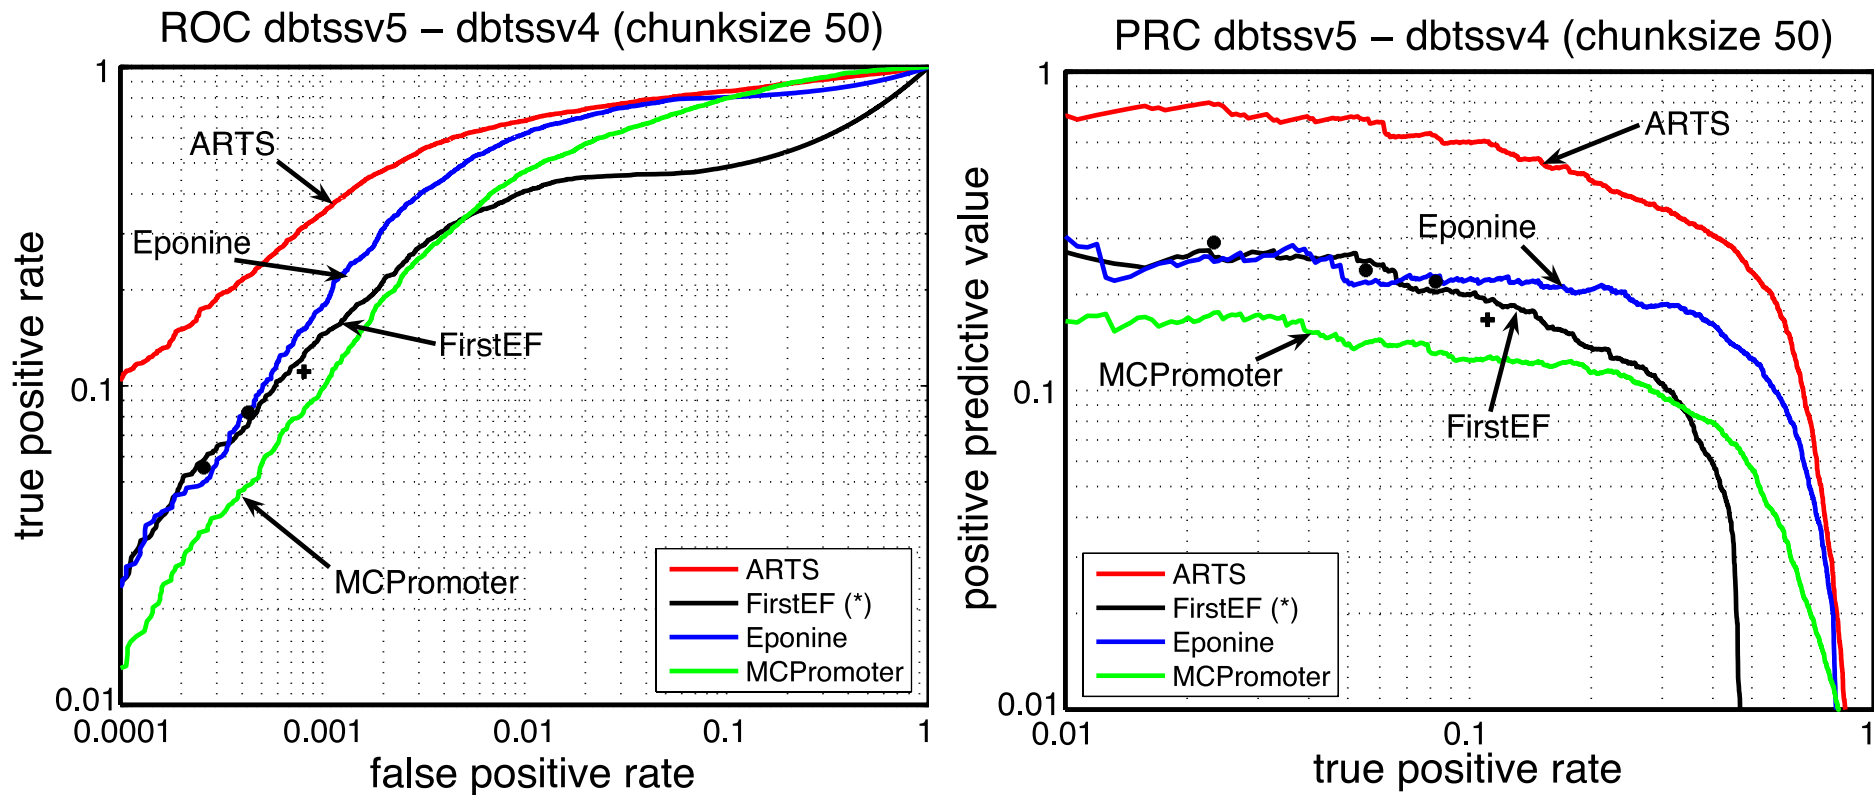 ROC dbtssv5 – dbtssv4 (chunksize 50)
true positive rate
1
0.1
0.01
ARTS
Eponine
FirstEF
MCPromoter
ARTS
FirstEF (*)
Eponine
MCPromoter
0.0001
0.001
0.01
0.1
1
false positive rate
PRC dbtssv5 – dbtssv4 (chunksize 50)
positive predictive value
1
0.1
0.01
ARTS
Eponine
MCPromoter
FirstEF
ARTS
FirstEF (*)
Eponine
MCPromoter
0.01
0.1
1
true positive rate